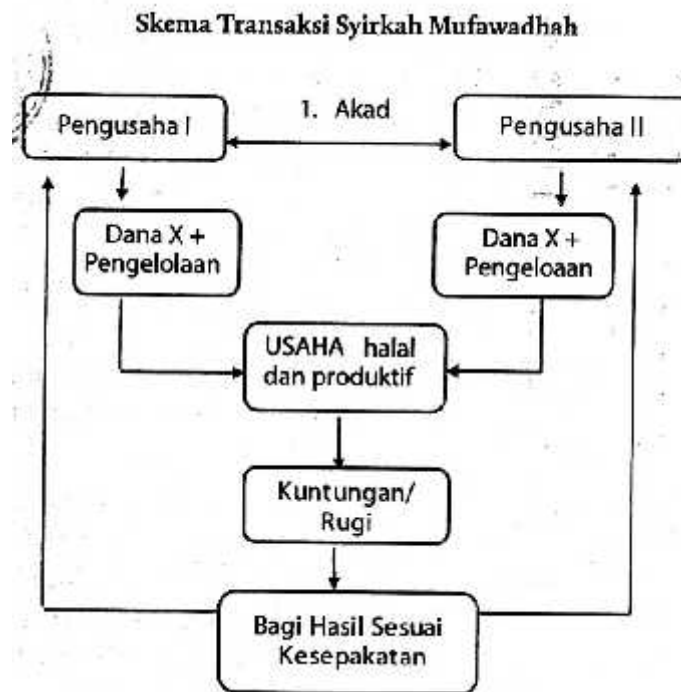 Skema Transaksi Syirkah Mufawadhah
Pengusaha I
1. Akad
Pengusaha II
Dana X +
Pengelolaan
Dana X +
Pengeloaan
USAHA halal
dan produktif
Kuntungan/
Rugi
Bagi Hasil Sesuai
Kesepakatan